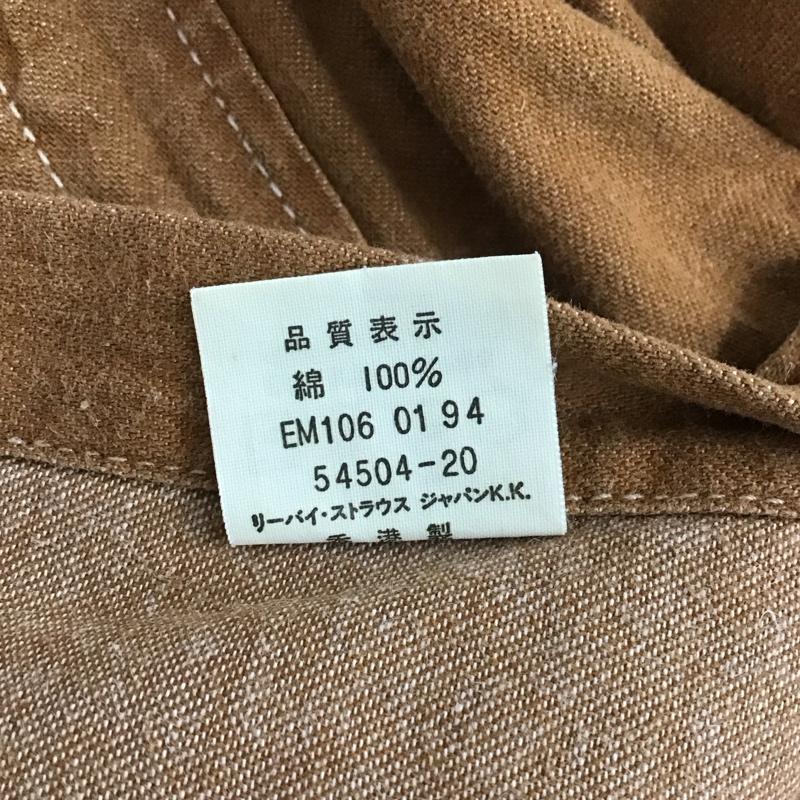 品質表示
綿 100%
EM106 01 94
54504-20
リーバイ・ストラウス ジャパンK.K.
香港製